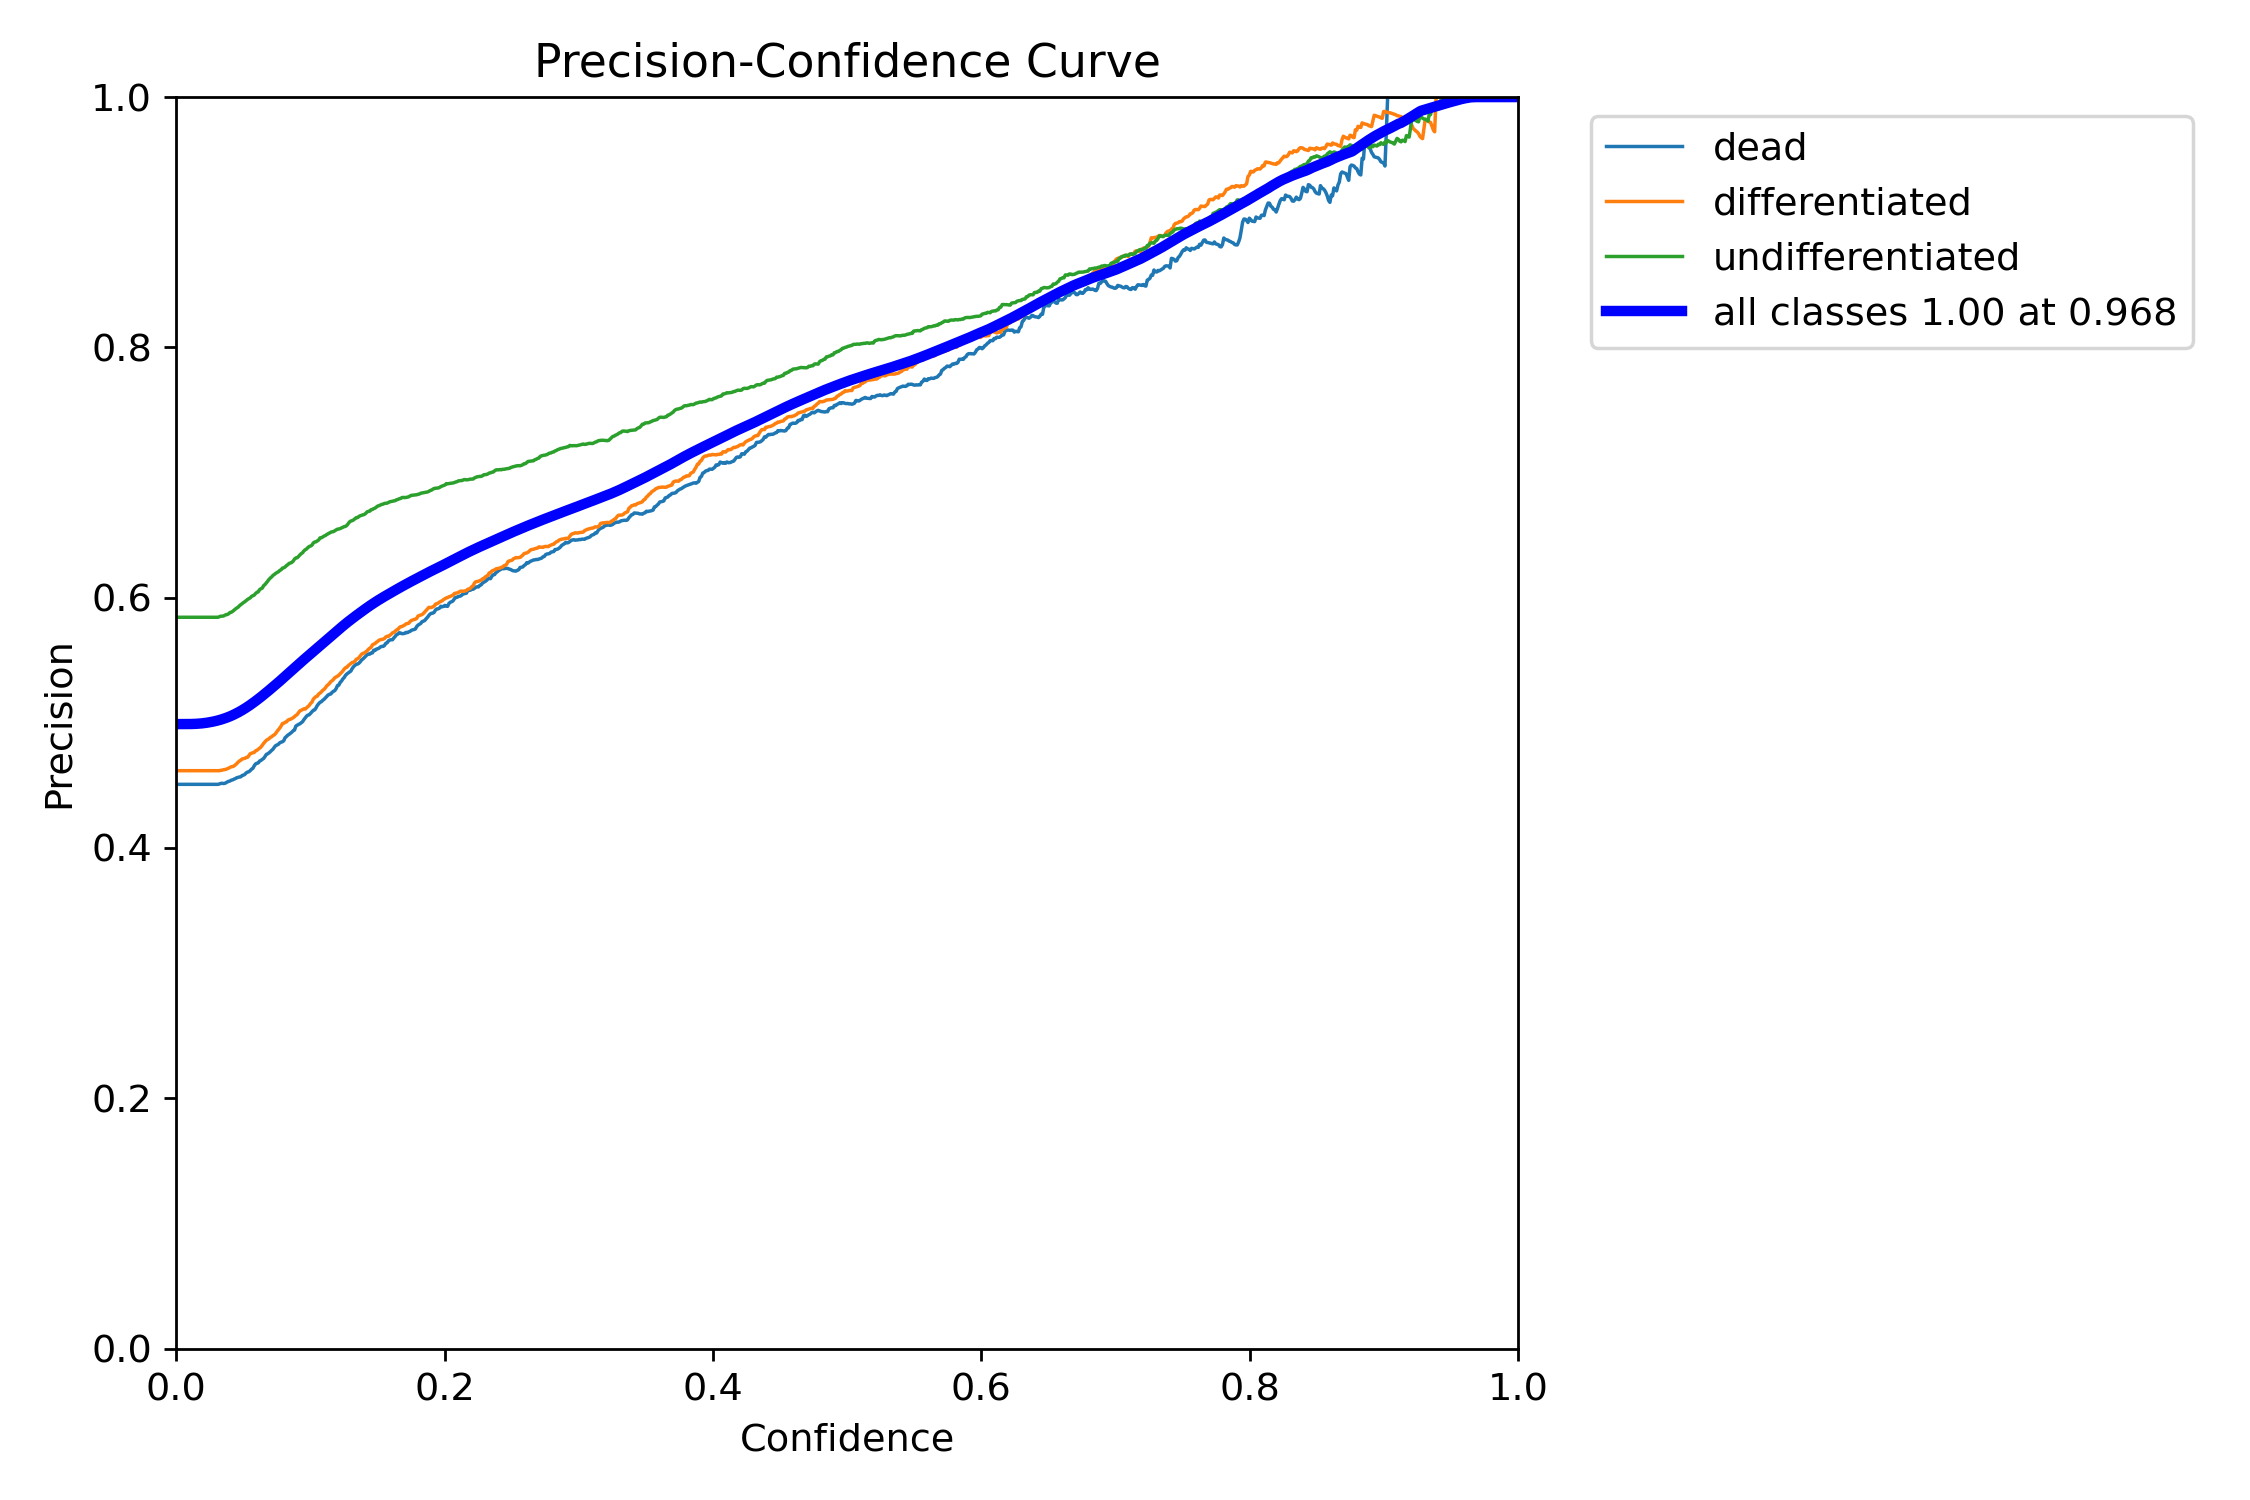 Precision-Confidence Curve
1.0
0.8
0.6
0.4
0.2
0.0
Precision
0.0 0.2 0.4 0.6 0.8 1.0
Confidence
dead
differentiated
undifferentiated
all classes 1.00 at 0.968